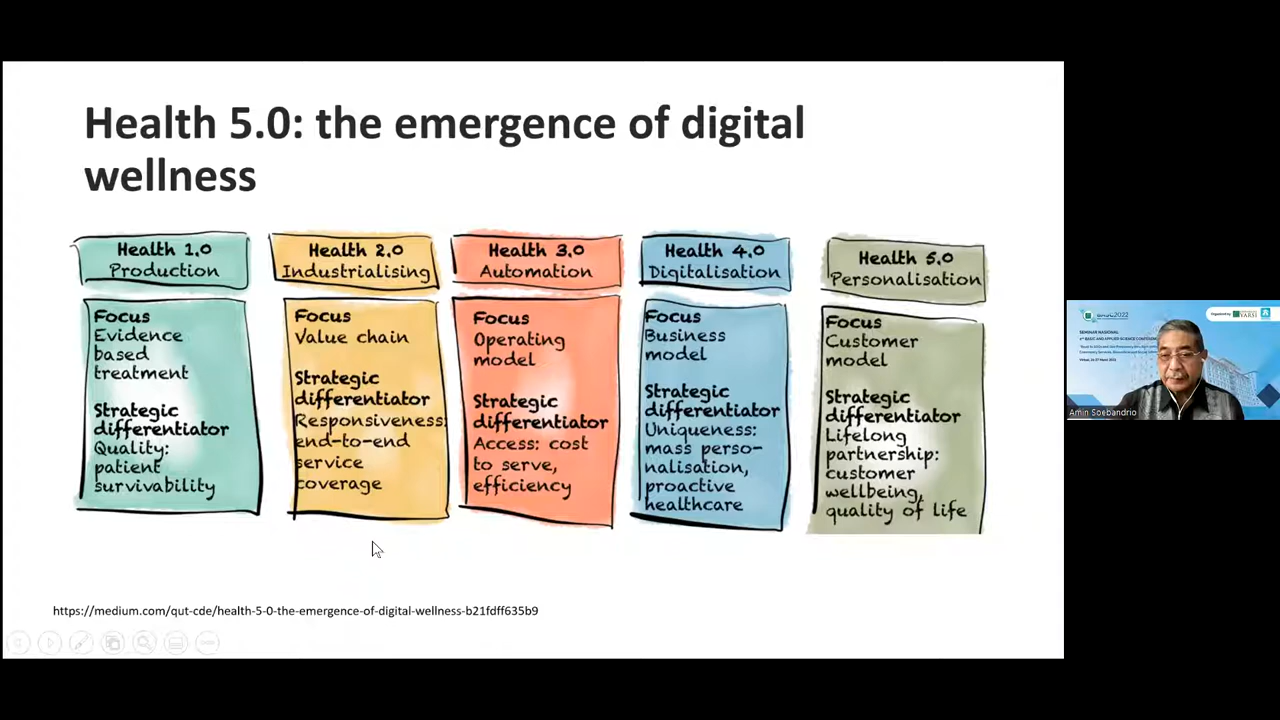 Health 5.0: the emergence of digital
wellness
Health 1.0
Production
Focus
Evidence
based
treatment
Strategic
differentiator
Quality:
patient
survivability
Health 2.0
Industrialising
Focus
Value chain
Strategic
differentiator
Responsiveness:
end-to-end
service
coverage
Health 3.0
Automation
Focus
Operating
model
Strategic
differentiator
Access: cost
to serve,
efficiency
Health 4.0
Digitalisation
Focus
Business
model
Strategic
differentiator
Uniqueness:
mass perso-
nalisation,
proactive
healthcare
Health 5.0
Personalisation
Focus
Customer
model
Strategic
differentiator
Lifelong
partnership:
customer
wellbeing,
quality of life
https://medium.com/qut-cde/health-5-0-the-emergence-of-digital-wellness-b21fdff635b9
YARSI
SEMINAR NASIONAL
Amin Soebandrio